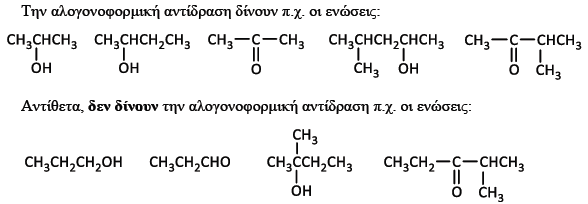 Την αλογονοφορμική αντίδραση δίνουν π.χ. οι ενώσεις:
CH₃CHCH₃ CH₃CHCH₂CH₃ CH₃—C—CH₃ CH₃CHCH₂CHCH₃ CH₃—C—CHCH₃
OH OH O CH₃ OH O CH₃
Αντίθετα, δεν δίνουν την αλογονοφορμική αντίδραση π.χ. οι ενώσεις:
CH₃
CH₃CH₂CH₂OH CH₃CH₂CHO CH₃CCH₂CH₃ CH₃CH₂—C—CHCH₃
OH O CH₃